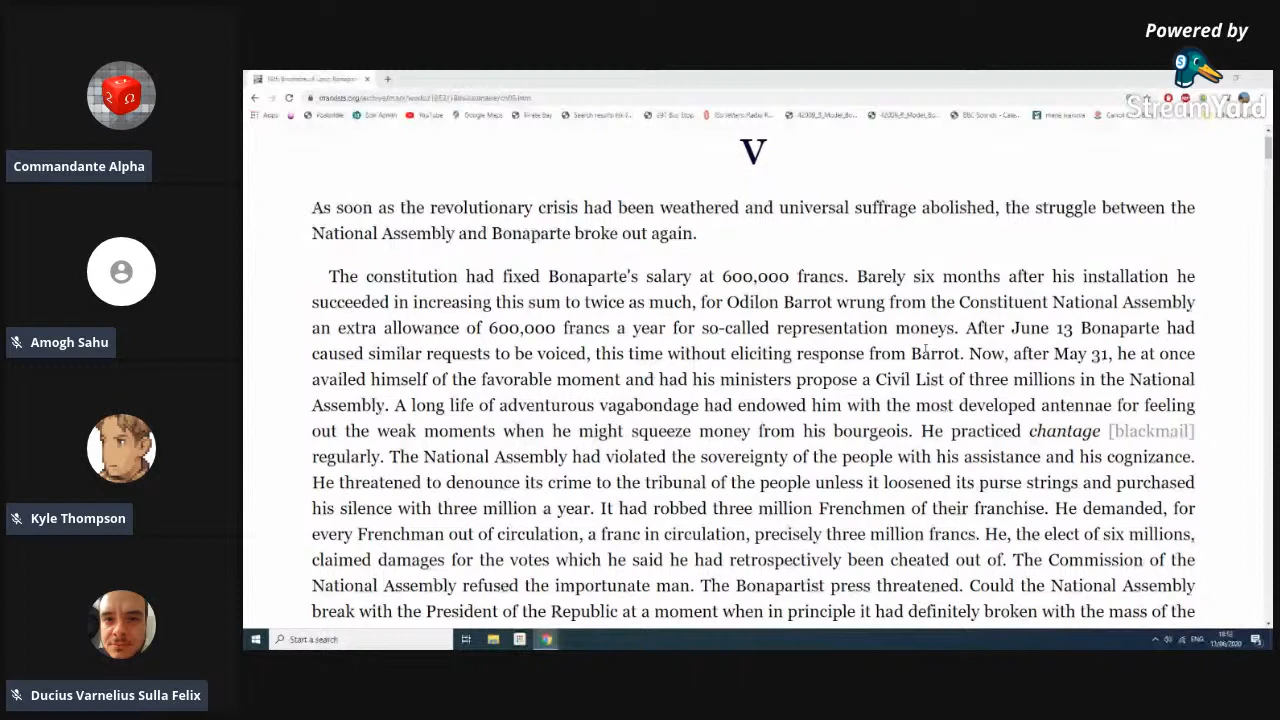 Powered by
StreamYard
Commandante Alpha
Amogh Sahu
Kyle Thompson
Ducius Varnelius Sulla Felix
Apps
YouTube
Google Maps
V
As soon as the revolutionary crisis had been weathered and universal suffrage abolished, the struggle between the
National Assembly and Bonaparte broke out again.
The constitution had fixed Bonaparte's salary at 600,000 francs. Barely six months after his installation he
succeeded in increasing this sum to twice as much, for Odilon Barrot wrung from the Constituent National Assembly
an extra allowance of 600,000 francs a year for so-called representation moneys. After June 13 Bonaparte had
caused similar requests to be voiced, this time without eliciting response from Barrot. Now, after May 31, he at once
availed himself of the favorable moment and had his ministers propose a Civil List of three millions in the National
Assembly. A long life of adventurous vagabondage had endowed him with the most developed antennae for feeling
out the weak moments when he might squeeze money from his bourgeois. He practiced chantage [blackmail]
regularly. The National Assembly had violated the sovereignty of the people with his assistance and his cognizance.
He threatened to denounce its crime to the tribunal of the people unless it loosened its purse strings and purchased
his silence with three million a year. It had robbed three million Frenchmen of their franchise. He demanded, for
every Frenchman out of circulation, a franc in circulation, precisely three million francs. He, the elect of six millions,
claimed damages for the votes which he said he had retrospectively been cheated out of. The Commission of the
National Assembly refused the importunate man. The Bonapartist press threatened. Could the National Assembly
break with the President of the Republic at a moment when in principle it had definitely broken with the mass of the
Start a search
ENG
18:52
13/06/2020